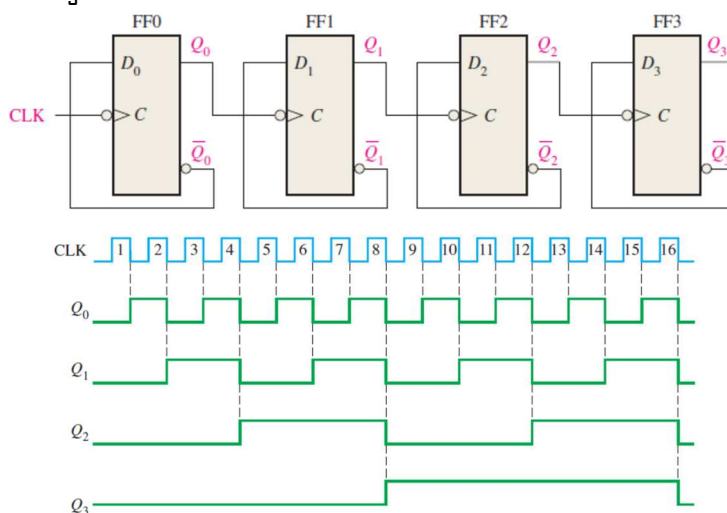 FF0 FF1 FF2 FF3
Q0 Q1 Q2 Q3
D0 D1 D2 D3
CLK C C C C
Q̅0 Q̅1 Q̅2
CLK 1 2 3 4 5 6 7 8 9 10 11 12 13 14 15 16
Q0
Q1
Q2
Q3